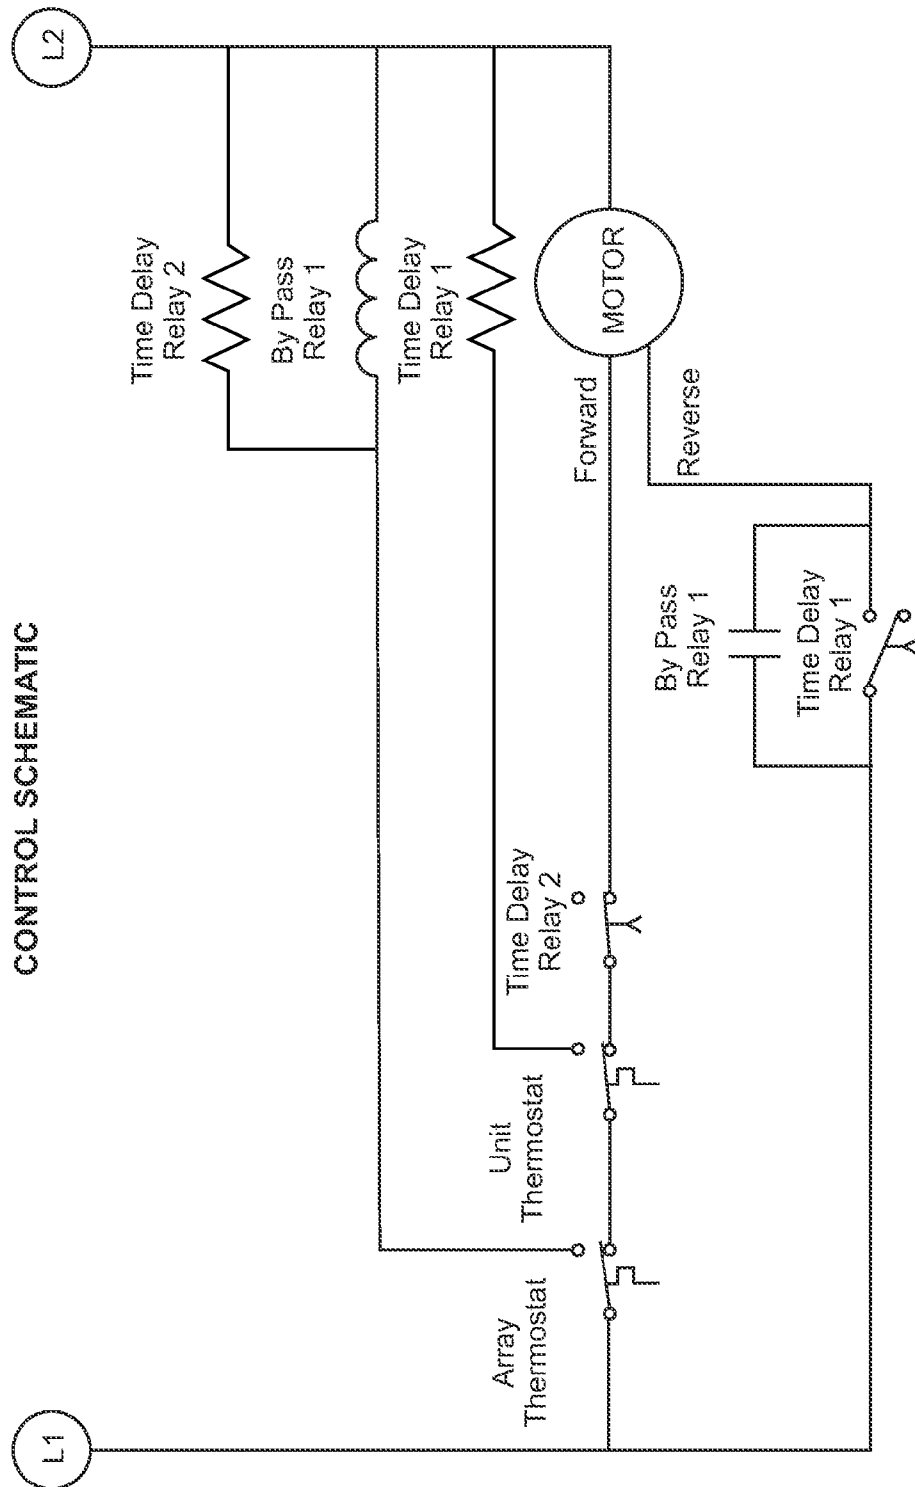 CONTROL SCHEMATIC
L1
L2
Time Delay
Relay 2
By Pass
Relay 1
Time Delay
Relay 1
Array
Thermostat
Unit
Thermostat
Time Delay
Relay 2
Forward
MOTOR
Reverse
By Pass
Relay 1
Time Delay
Relay 1